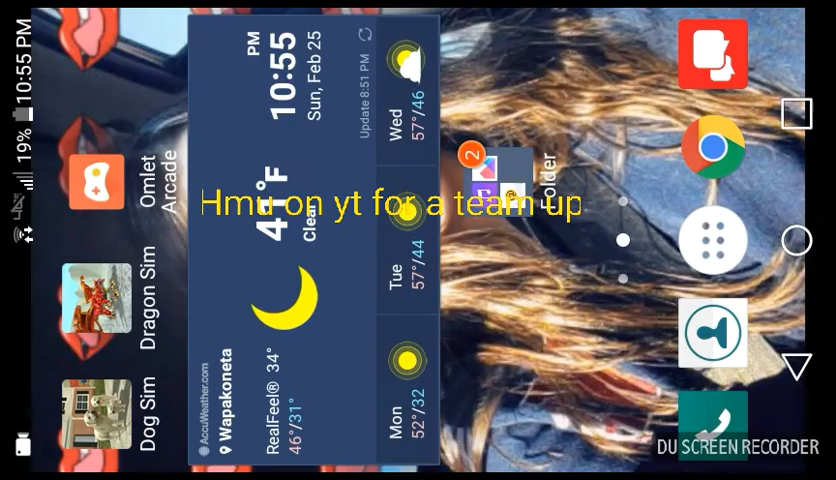 19% 10:55 PM
Omlet
Arcade
Dragon Sim
Dog Sim
PM
10:55
Sun, Feb 25
Update 8:51 PM
Clear
AccuWeather.com
Wapakoneta
RealFeel® 34°
46°/31°
Wed
57°/46
Tue
57°/44
Mon
52°/32
2
Folder
Hmu on yt for a team up
DU SCREEN RECORDER